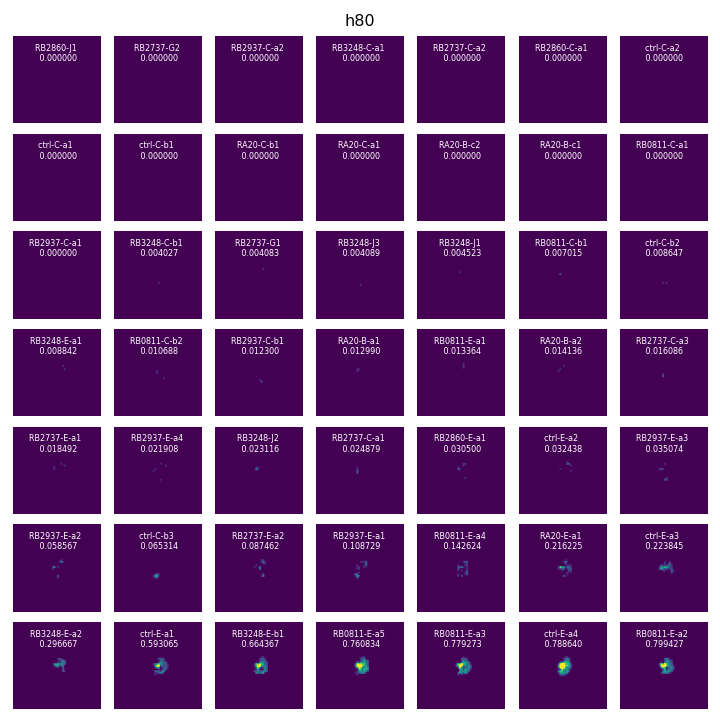 h80
RB2860-J1
0.000000
RB2737-G2
0.000000
RB2937-C-a2
0.000000
RB3248-C-a1
0.000000
RB2737-C-a2
0.000000
RB2860-C-a1
0.000000
ctrl-C-a2
0.000000
ctrl-C-a1
0.000000
ctrl-C-b1
0.000000
RA20-C-b1
0.000000
RA20-C-a1
0.000000
RA20-B-c2
0.000000
RA20-B-c1
0.000000
RB0811-C-a1
0.000000
RB2937-C-a1
0.000000
RB3248-C-b1
0.004027
RB2737-G1
0.004083
RB3248-J3
0.004089
RB3248-J1
0.004523
RB0811-C-b1
0.007015
ctrl-C-b2
0.008647
RB3248-E-a1
0.008842
RB0811-C-b2
0.010688
RB2937-C-b1
0.012300
RA20-B-a1
0.012990
RB0811-E-a1
0.013364
RA20-B-a2
0.014136
RB2737-C-a3
0.016086
RB2737-E-a1
0.018492
RB2937-E-a4
0.021908
RB3248-J2
0.023116
RB2737-C-a1
0.024879
RB2860-E-a1
0.030500
ctrl-E-a2
0.032438
RB2937-E-a3
0.035074
RB2937-E-a2
0.058567
ctrl-C-b3
0.065314
RB2737-E-a2
0.087462
RB2937-E-a1
0.108729
RB0811-E-a4
0.142624
RA20-E-a1
0.216225
ctrl-E-a3
0.223845
RB3248-E-a2
0.296667
ctrl-E-a1
0.593065
RB3248-E-b1
0.664367
RB0811-E-a5
0.760834
RB0811-E-a3
0.779273
ctrl-E-a4
0.788640
RB0811-E-a2
0.799427